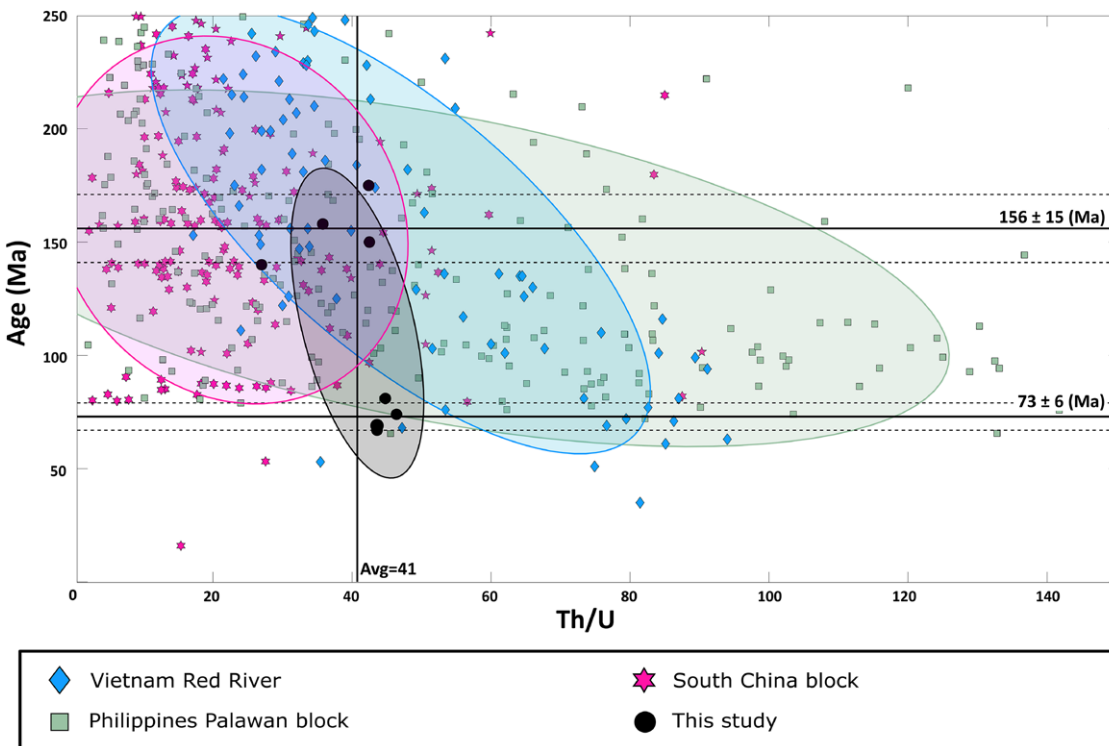 250
200
156 ± 15 (Ma)
150
Age (Ma)
100
73 ± 6 (Ma)
50
Avg=41
0 20 40 60 80 100 120 140
Th/U
Vietnam Red River
South China block
Philippines Palawan block
This study